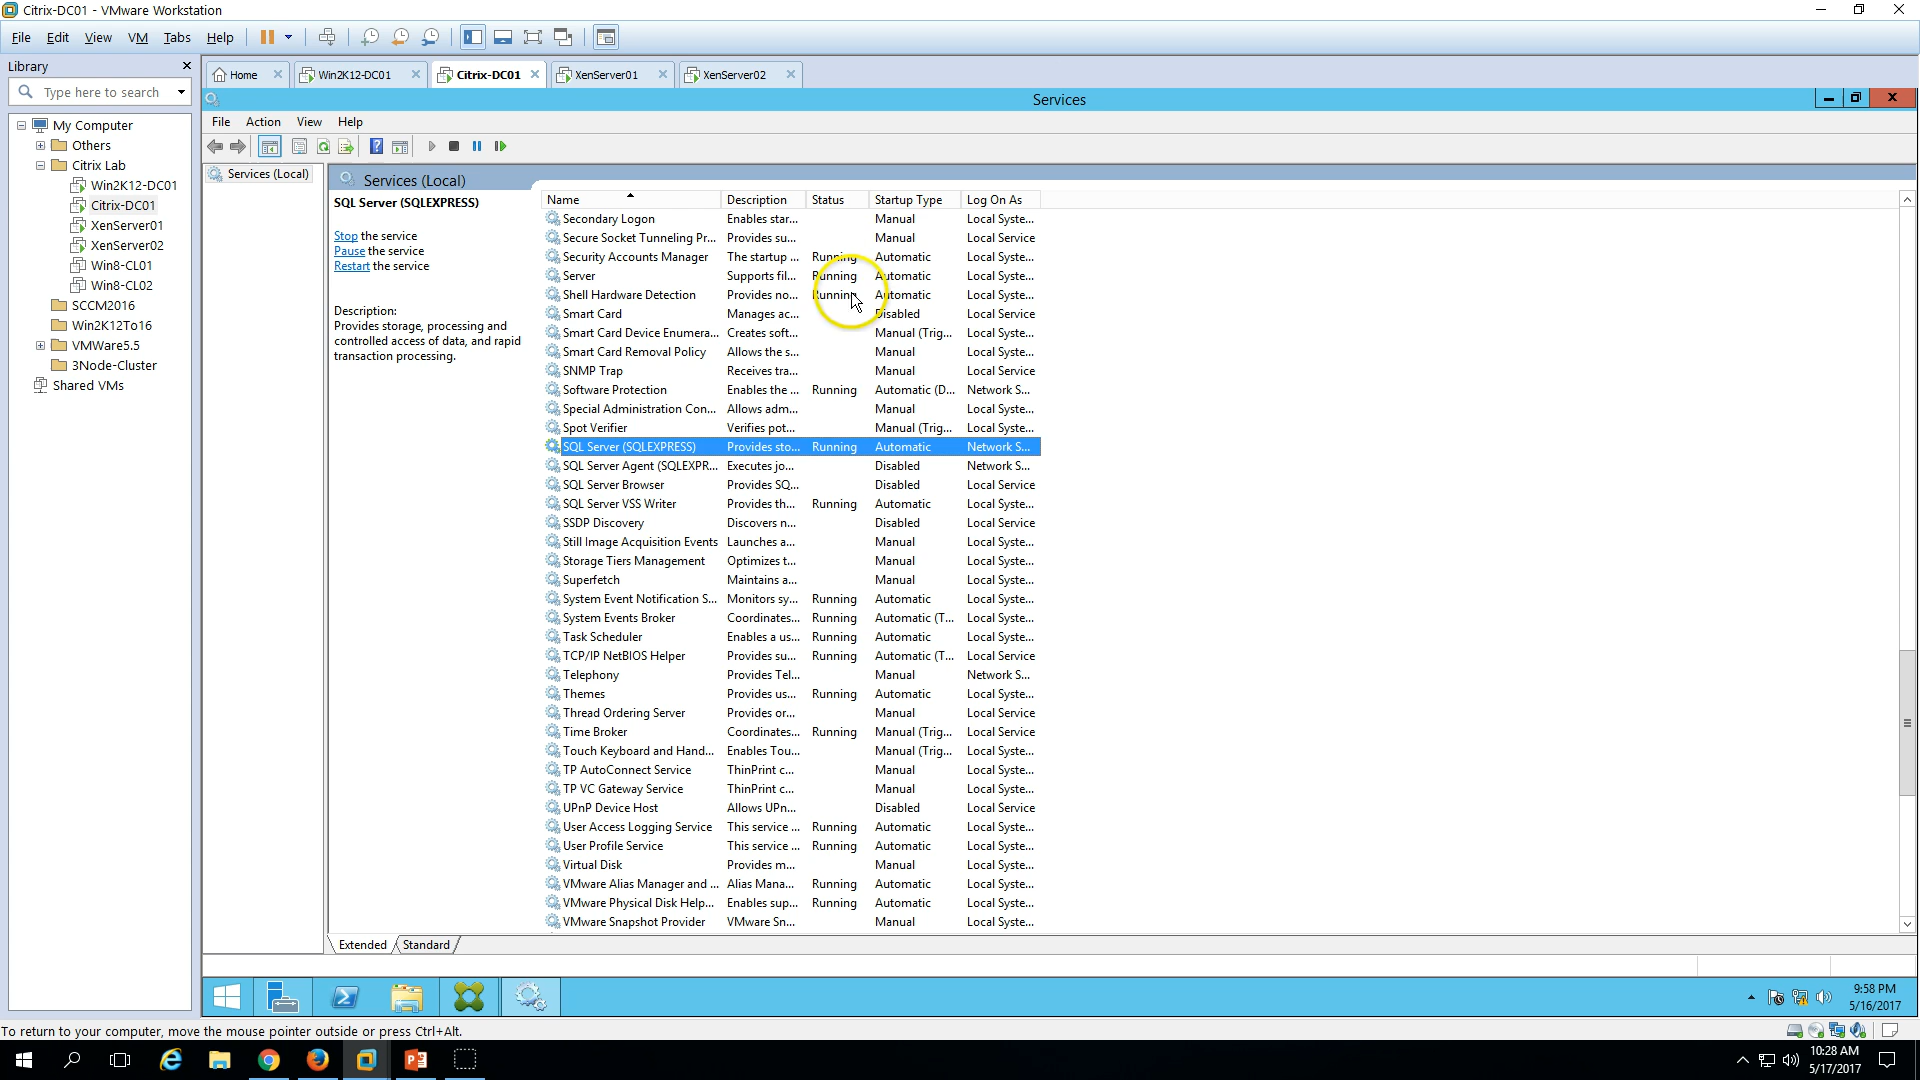 Citrix-DC01 - VMware Workstation
File Edit View VM Tabs Help
Library
Home Win2K12-DC01 Citrix-DC01 XenServer01 XenServer02
Type here to search
Services
My Computer
Others
Citrix Lab
Win2K12-DC01
Citrix-DC01
XenServer01
XenServer02
Win8-CL01
Win8-CL02
SCCM2016
Win2K12To16
VMWare5.5
3Node-Cluster
Shared VMs
File Action View Help
Services (Local)
Services (Local)
SQL Server (SQLEXPRESS)
Stop the service
Pause the service
Restart the service
Description:
Provides storage, processing and
controlled access of data, and rapid
transaction processing.
Name Description Status Startup Type Log On As
Secondary Logon Enables star... Manual Local Syste...
Secure Socket Tunneling Pr... Provides su... Manual Local Service
Security Accounts Manager The startup ... Running Automatic Local Syste...
Server Supports fil... Running Automatic Local Syste...
Shell Hardware Detection Provides no... Running Automatic Local Syste...
Smart Card Manages ac... Disabled Local Service
Smart Card Device Enumera... Creates soft... Manual (Trig... Local Syste...
Smart Card Removal Policy Allows the s... Manual Local Syste...
SNMP Trap Receives tra... Manual Local Service
Software Protection Enables the ... Running Automatic (D... Network S...
Special Administration Con... Allows adm... Manual Local Syste...
Spot Verifier Verifies pot... Manual (Trig... Local Syste...
SQL Server (SQLEXPRESS) Provides sto... Running Automatic Network S...
SQL Server Agent (SQLEXPR... Executes jo... Disabled Network S...
SQL Server Browser Provides SQ... Disabled Local Service
SQL Server VSS Writer Provides th... Running Automatic Local Syste...
SSDP Discovery Discovers n... Disabled Local Service
Still Image Acquisition Events Launches a... Manual Local Syste...
Storage Tiers Management Optimizes t... Manual Local Syste...
Superfetch Maintains a... Manual Local Syste...
System Event Notification S... Monitors sy... Running Automatic Local Syste...
System Events Broker Coordinates... Running Automatic (T... Local Syste...
Task Scheduler Enables a us... Running Automatic Local Syste...
TCP/IP NetBIOS Helper Provides su... Running Automatic (T... Local Service
Telephony Provides Tel... Manual Network S...
Themes Provides us... Running Automatic Local Syste...
Thread Ordering Server Provides or... Manual Local Service
Time Broker Coordinates... Running Manual (Trig... Local Service
Touch Keyboard and Hand... Enables Tou... Manual (Trig... Local Syste...
TP AutoConnect Service ThinPrint c... Manual Local Syste...
TP VC Gateway Service ThinPrint c... Manual Local Syste...
UPnP Device Host Allows UPn... Disabled Local Service
User Access Logging Service This service ... Running Automatic Local Syste...
User Profile Service This service ... Running Automatic Local Syste...
Virtual Disk Provides m... Manual Local Syste...
VMware Alias Manager and ... Alias Mana... Running Automatic Local Syste...
VMware Physical Disk Help... Enables sup... Running Automatic Local Syste...
VMware Snapshot Provider VMware Sn... Manual Local Syste...
Extended Standard
9:58 PM
5/16/2017
To return to your computer, move the mouse pointer outside or press Ctrl+Alt.
10:28 AM
5/17/2017